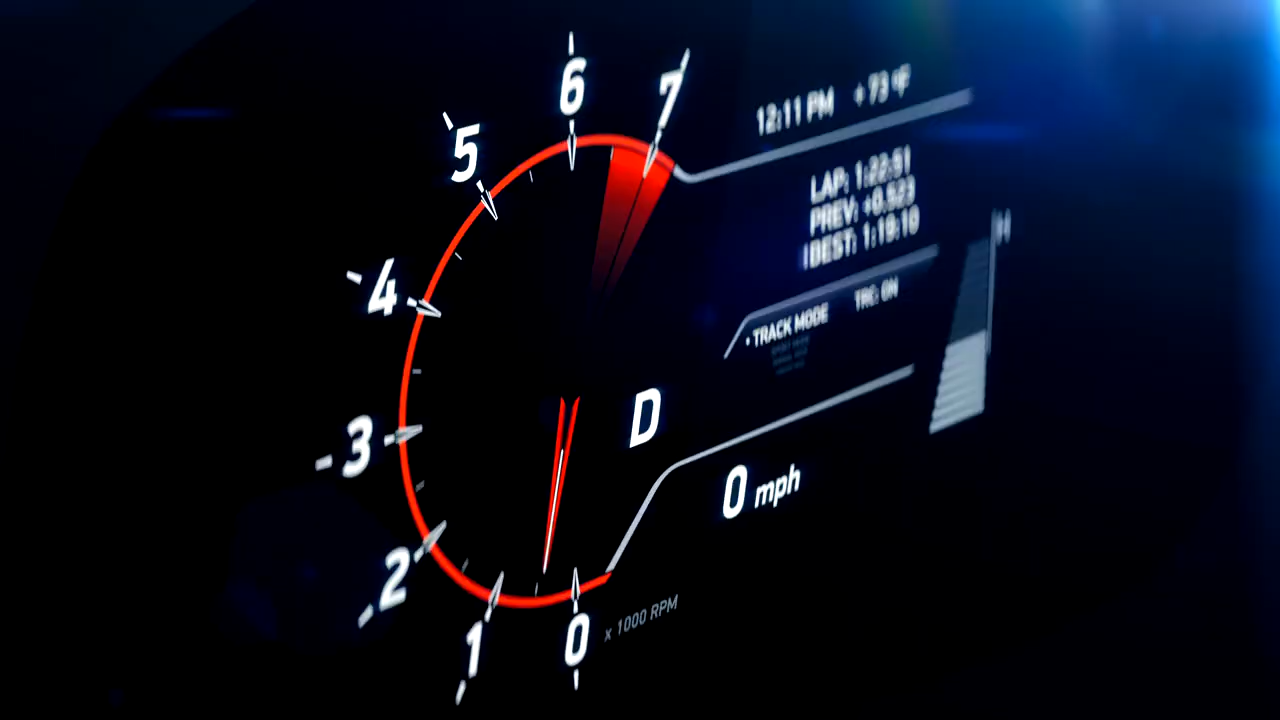 6
7
5
4
3
2
1
0
x 1000 RPM
12:11 PM +73 °F
LAP: 1:22:51
PREV: +0.523
BEST: 1:19:10
TRC: ON
• TRACK MODE
D
0 mph
H